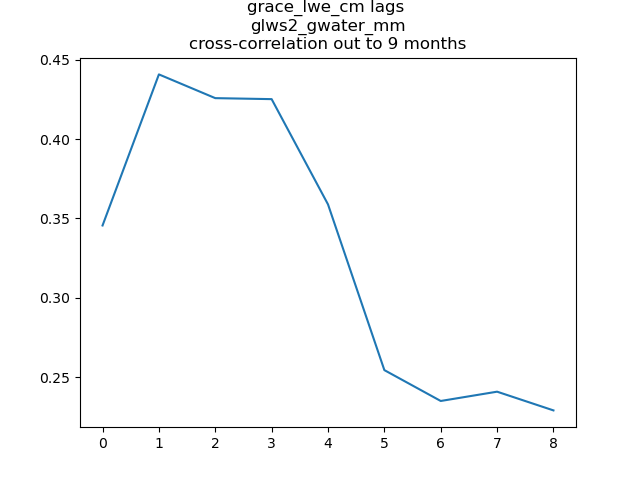 grace_lwe_cm lags
glws2_gwater_mm
cross-correlation out to 9 months
0.45
0.40
0.35
0.30
0.25
0 1 2 3 4 5 6 7 8